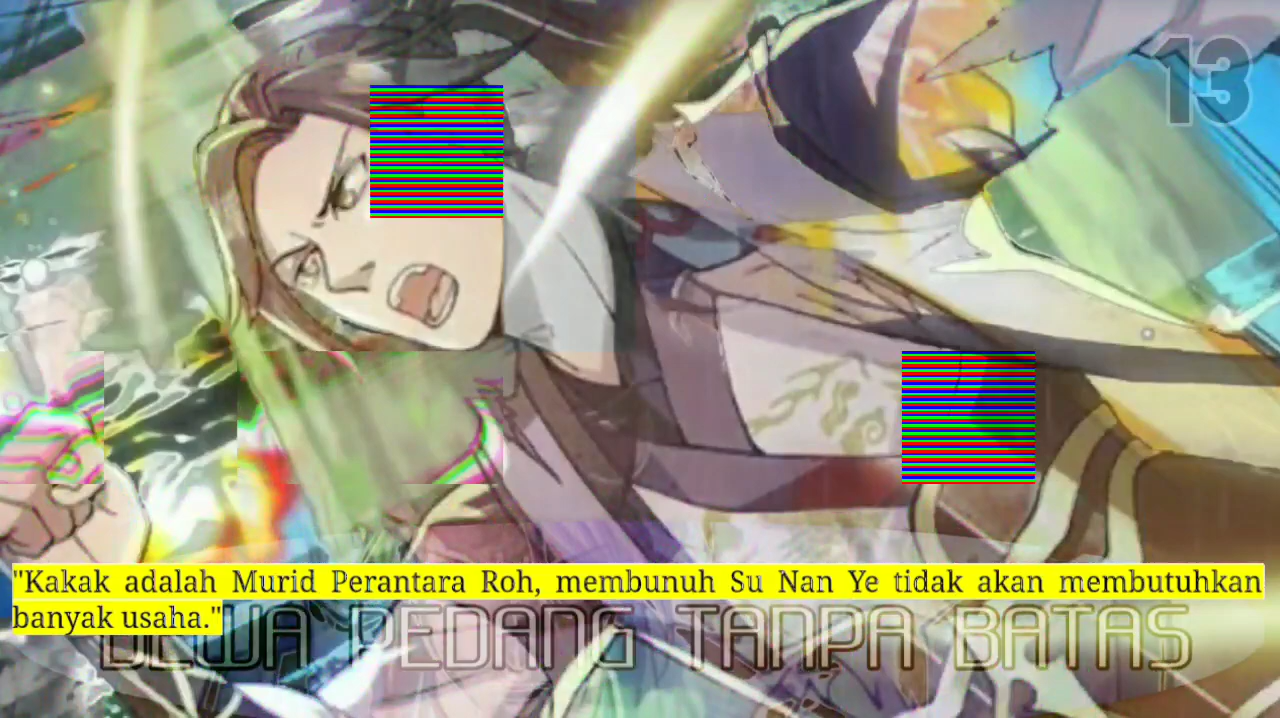 13
"Kakak adalah Murid Perantara Roh, membunuh Su Nan Ye tidak akan membutuhkan
banyak usaha."
DEWA PEDANG TANPA BATAS